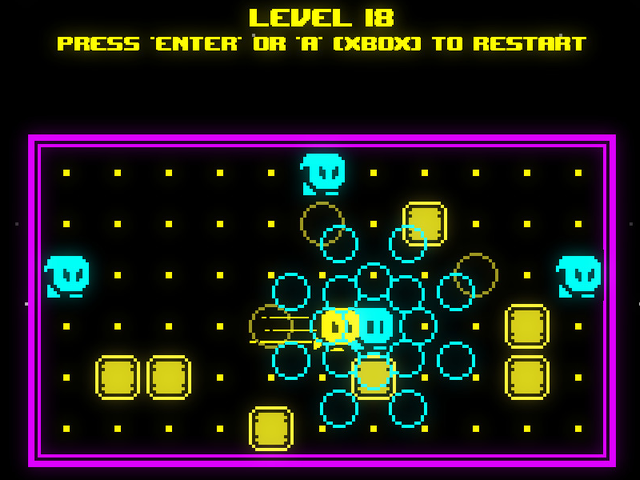 LEVEL 18
PRESS 'ENTER' OR 'A' (XBOX) TO RESTART